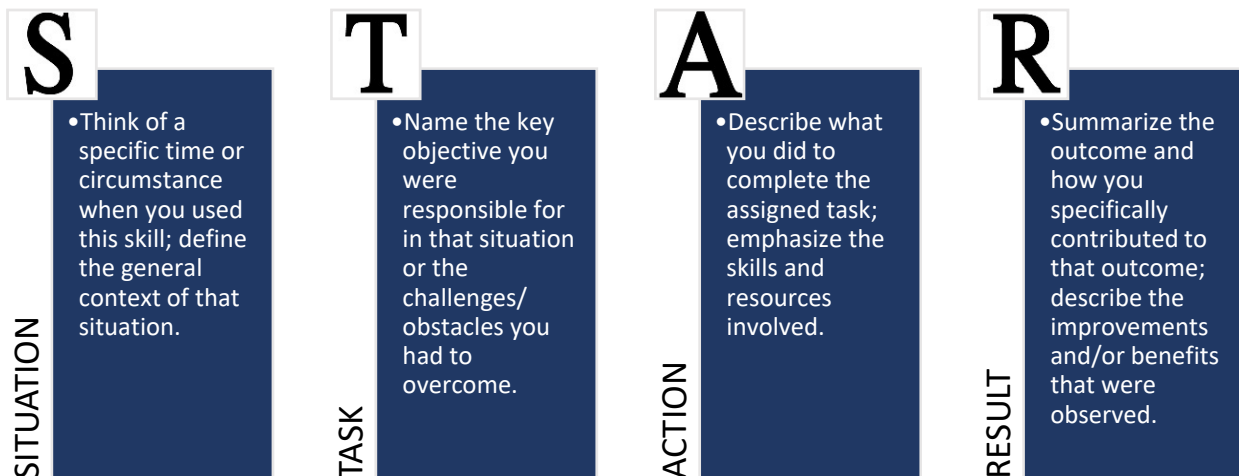 S
SITUATION
•Think of a
specific time or
circumstance
when you used
this skill; define
the general
context of that
situation.
T
TASK
•Name the key
objective you
were
responsible for
in that situation
or the
challenges/
obstacles you
had to
overcome.
A
ACTION
•Describe what
you did to
complete the
assigned task;
emphasize the
skills and
resources
involved.
R
RESULT
•Summarize the
outcome and
how you
specifically
contributed to
that outcome;
describe the
improvements
and/or benefits
that were
observed.